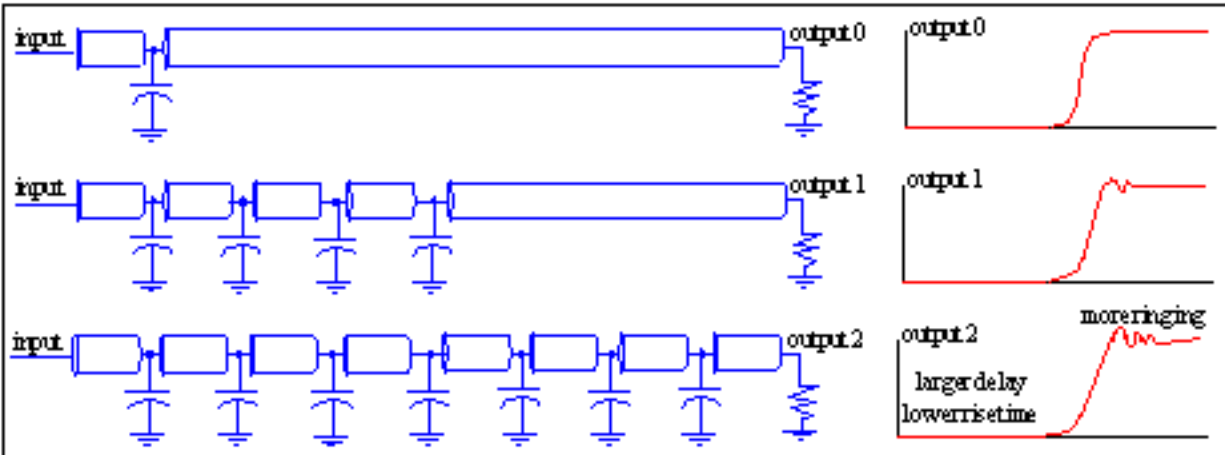 input
output 0
output 0
input
output 1
output 1
input
output 2
output 2
more ringing
larger delay
lower rise time